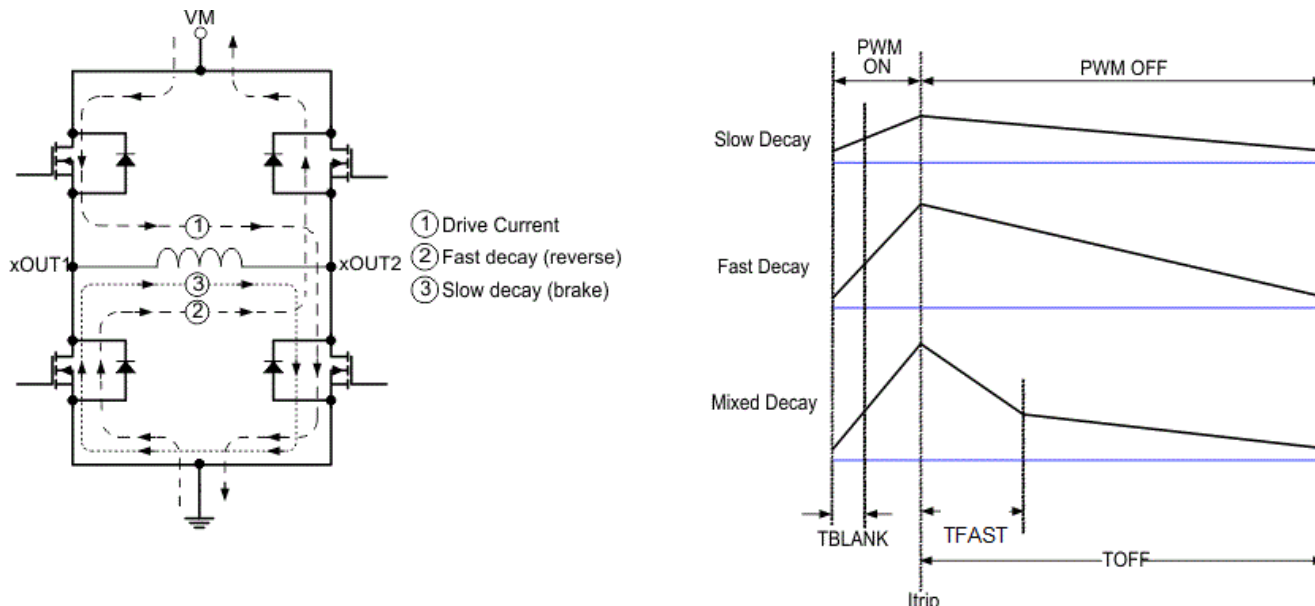 VM
xOUT1
xOUT2
1
3
2
1 Drive Current
2 Fast decay (reverse)
3 Slow decay (brake)
PWM
ON
PWM OFF
Slow Decay
Fast Decay
Mixed Decay
TBLANK
TFAST
TOFF
Itrip